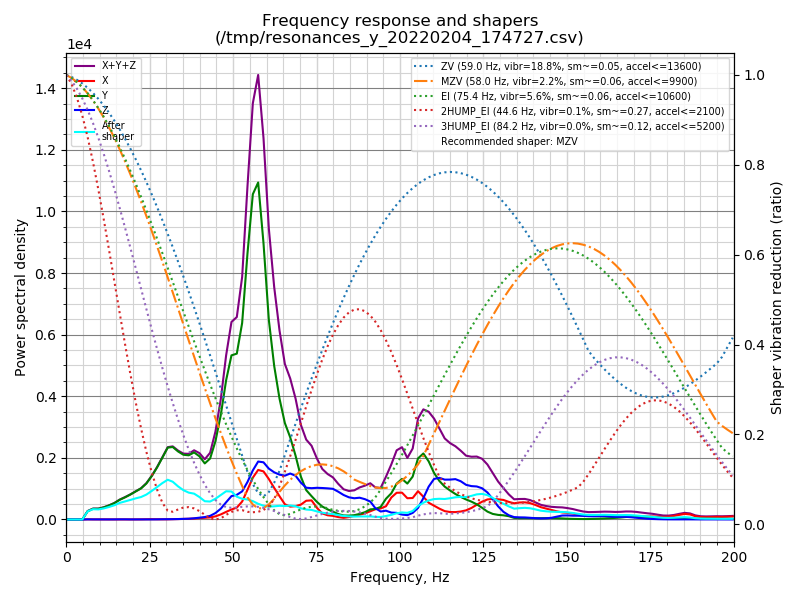 Frequency response and shapers
(/tmp/resonances_y_20220204_174727.csv)
1e4
X+Y+Z
X
Y
Z
After
shaper
ZV (59.0 Hz, vibr=18.8%, sm~=0.05, accel<=13600)
MZV (58.0 Hz, vibr=2.2%, sm~=0.06, accel<=9900)
EI (75.4 Hz, vibr=5.6%, sm~=0.06, accel<=10600)
2HUMP_EI (44.6 Hz, vibr=0.1%, sm~=0.27, accel<=2100)
3HUMP_EI (84.2 Hz, vibr=0.0%, sm~=0.12, accel<=5200)
Recommended shaper: MZV
Power spectral density
1.4
1.2
1.0
0.8
0.6
0.4
0.2
0.0
1.0
0.8
0.6
0.4
0.2
0.0
Shaper vibration reduction (ratio)
0 25 50 75 100 125 150 175 200
Frequency, Hz